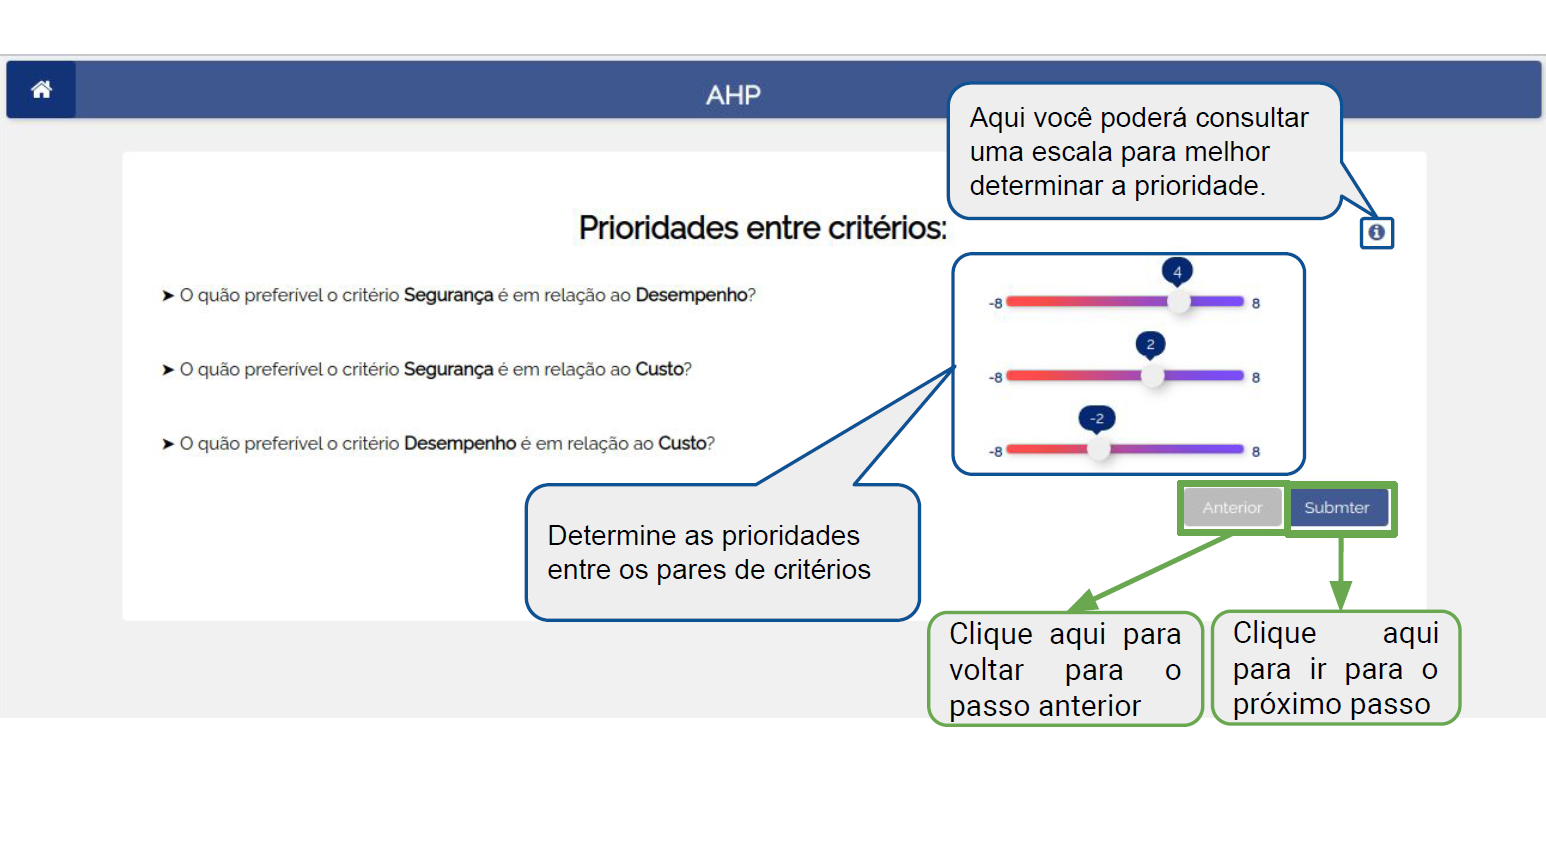 AHP
Aqui você poderá consultar
uma escala para melhor
determinar a prioridade.
Prioridades entre critérios:
➤ O quão preferível o critério Segurança é em relação ao Desempenho?
4
-8 8
➤ O quão preferível o critério Segurança é em relação ao Custo?
2
-8 8
➤ O quão preferível o critério Desempenho é em relação ao Custo?
-2
-8 8
Determine as prioridades
entre os pares de critérios
Anterior Submter
Clique aqui para
voltar para o
passo anterior
Clique aqui
para ir para o
próximo passo